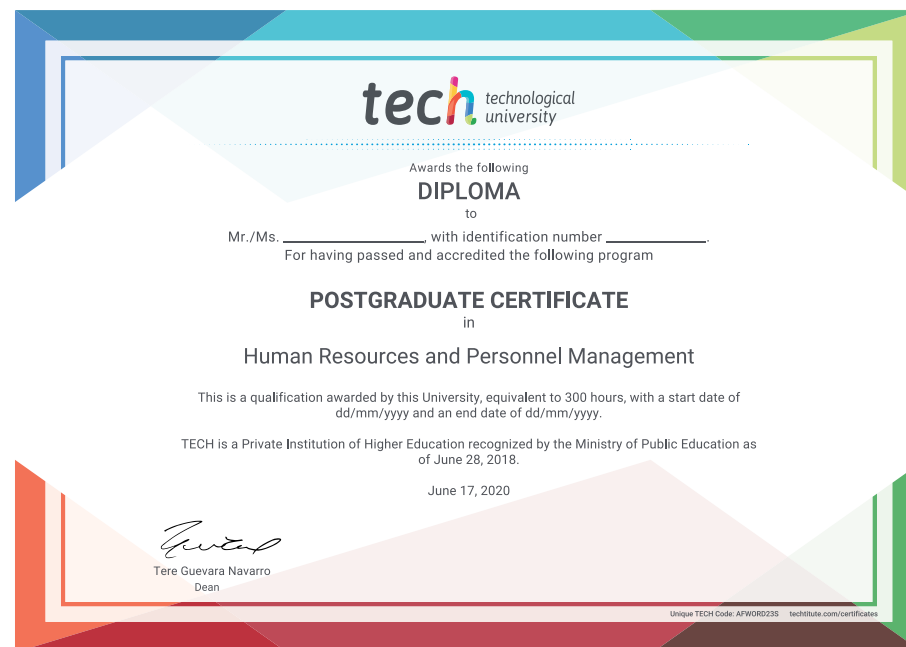 tech technological
university
Awards the following
DIPLOMA
to
Mr./Ms. ____________________, with identification number ______________.
For having passed and accredited the following program
POSTGRADUATE CERTIFICATE
in
Human Resources and Personnel Management
This is a qualification awarded by this University, equivalent to 300 hours, with a start date of
dd/mm/yyyy and an end date of dd/mm/yyyy.
TECH is a Private Institution of Higher Education recognized by the Ministry of Public Education as
of June 28, 2018.
June 17, 2020
Tere Guevara Navarro
Dean
Unique TECH Code: AFWORD23S techtitute.com/certificates